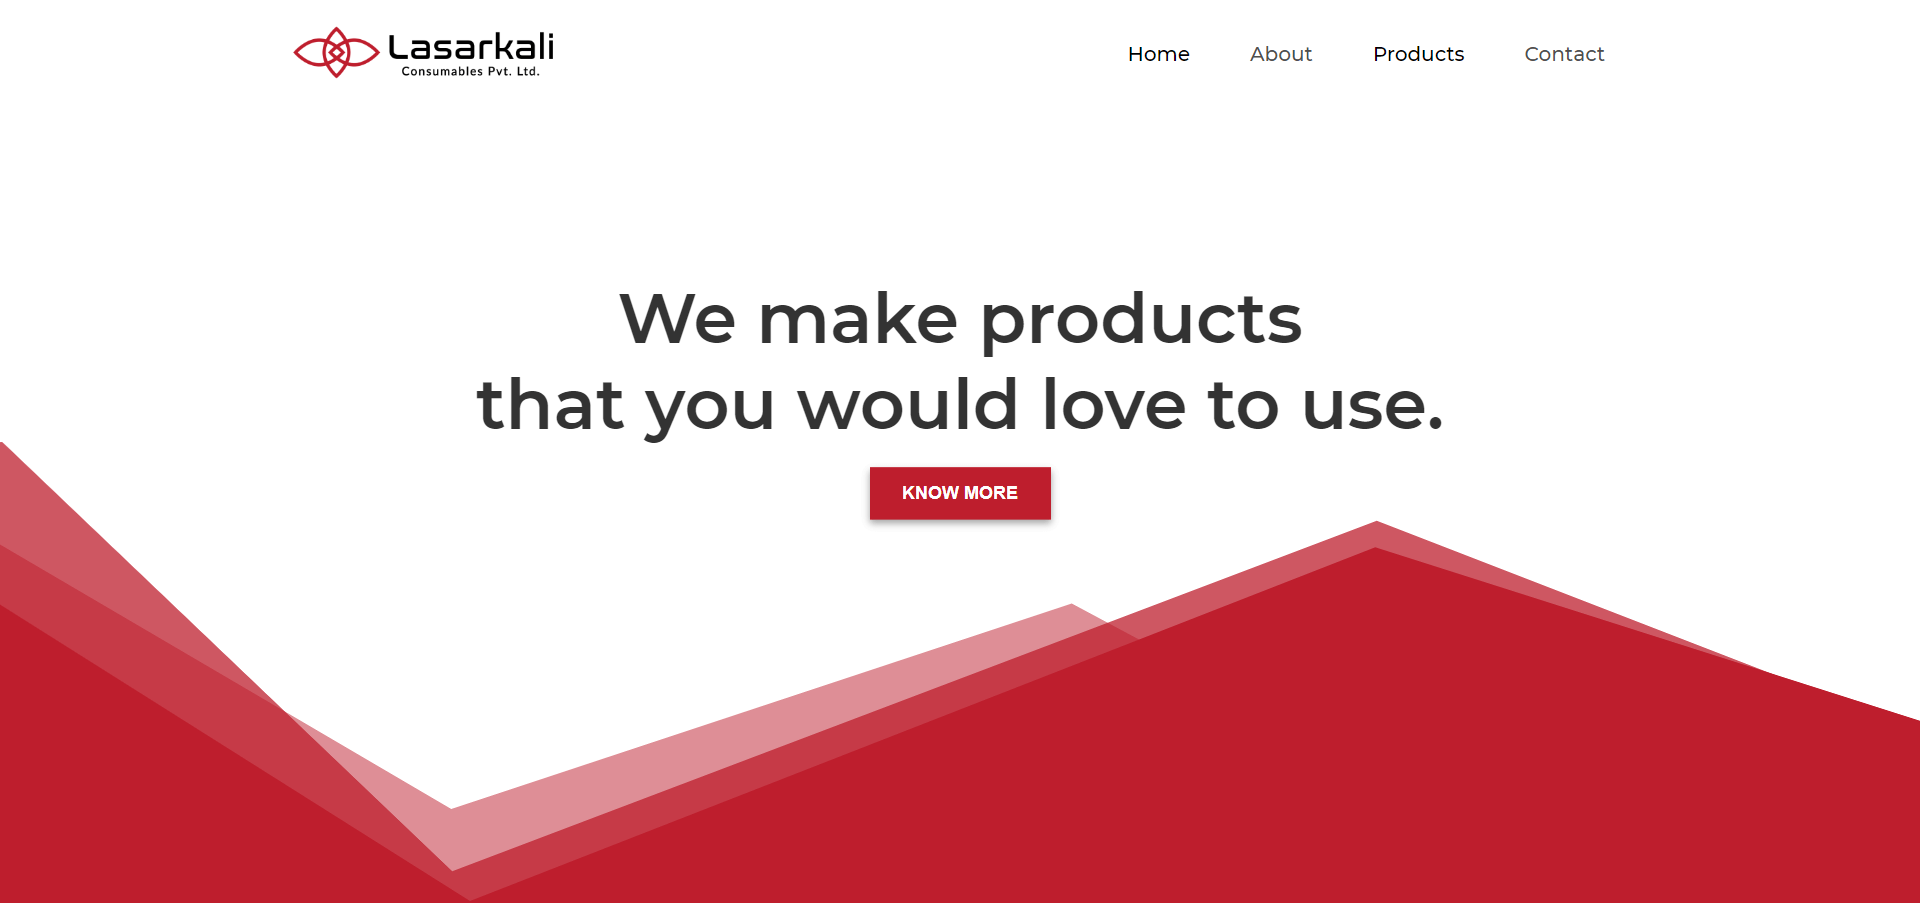 Lasarkali
Consumables Pvt. Ltd.
Home About Products Contact
We make products
that you would love to use.
KNOW MORE